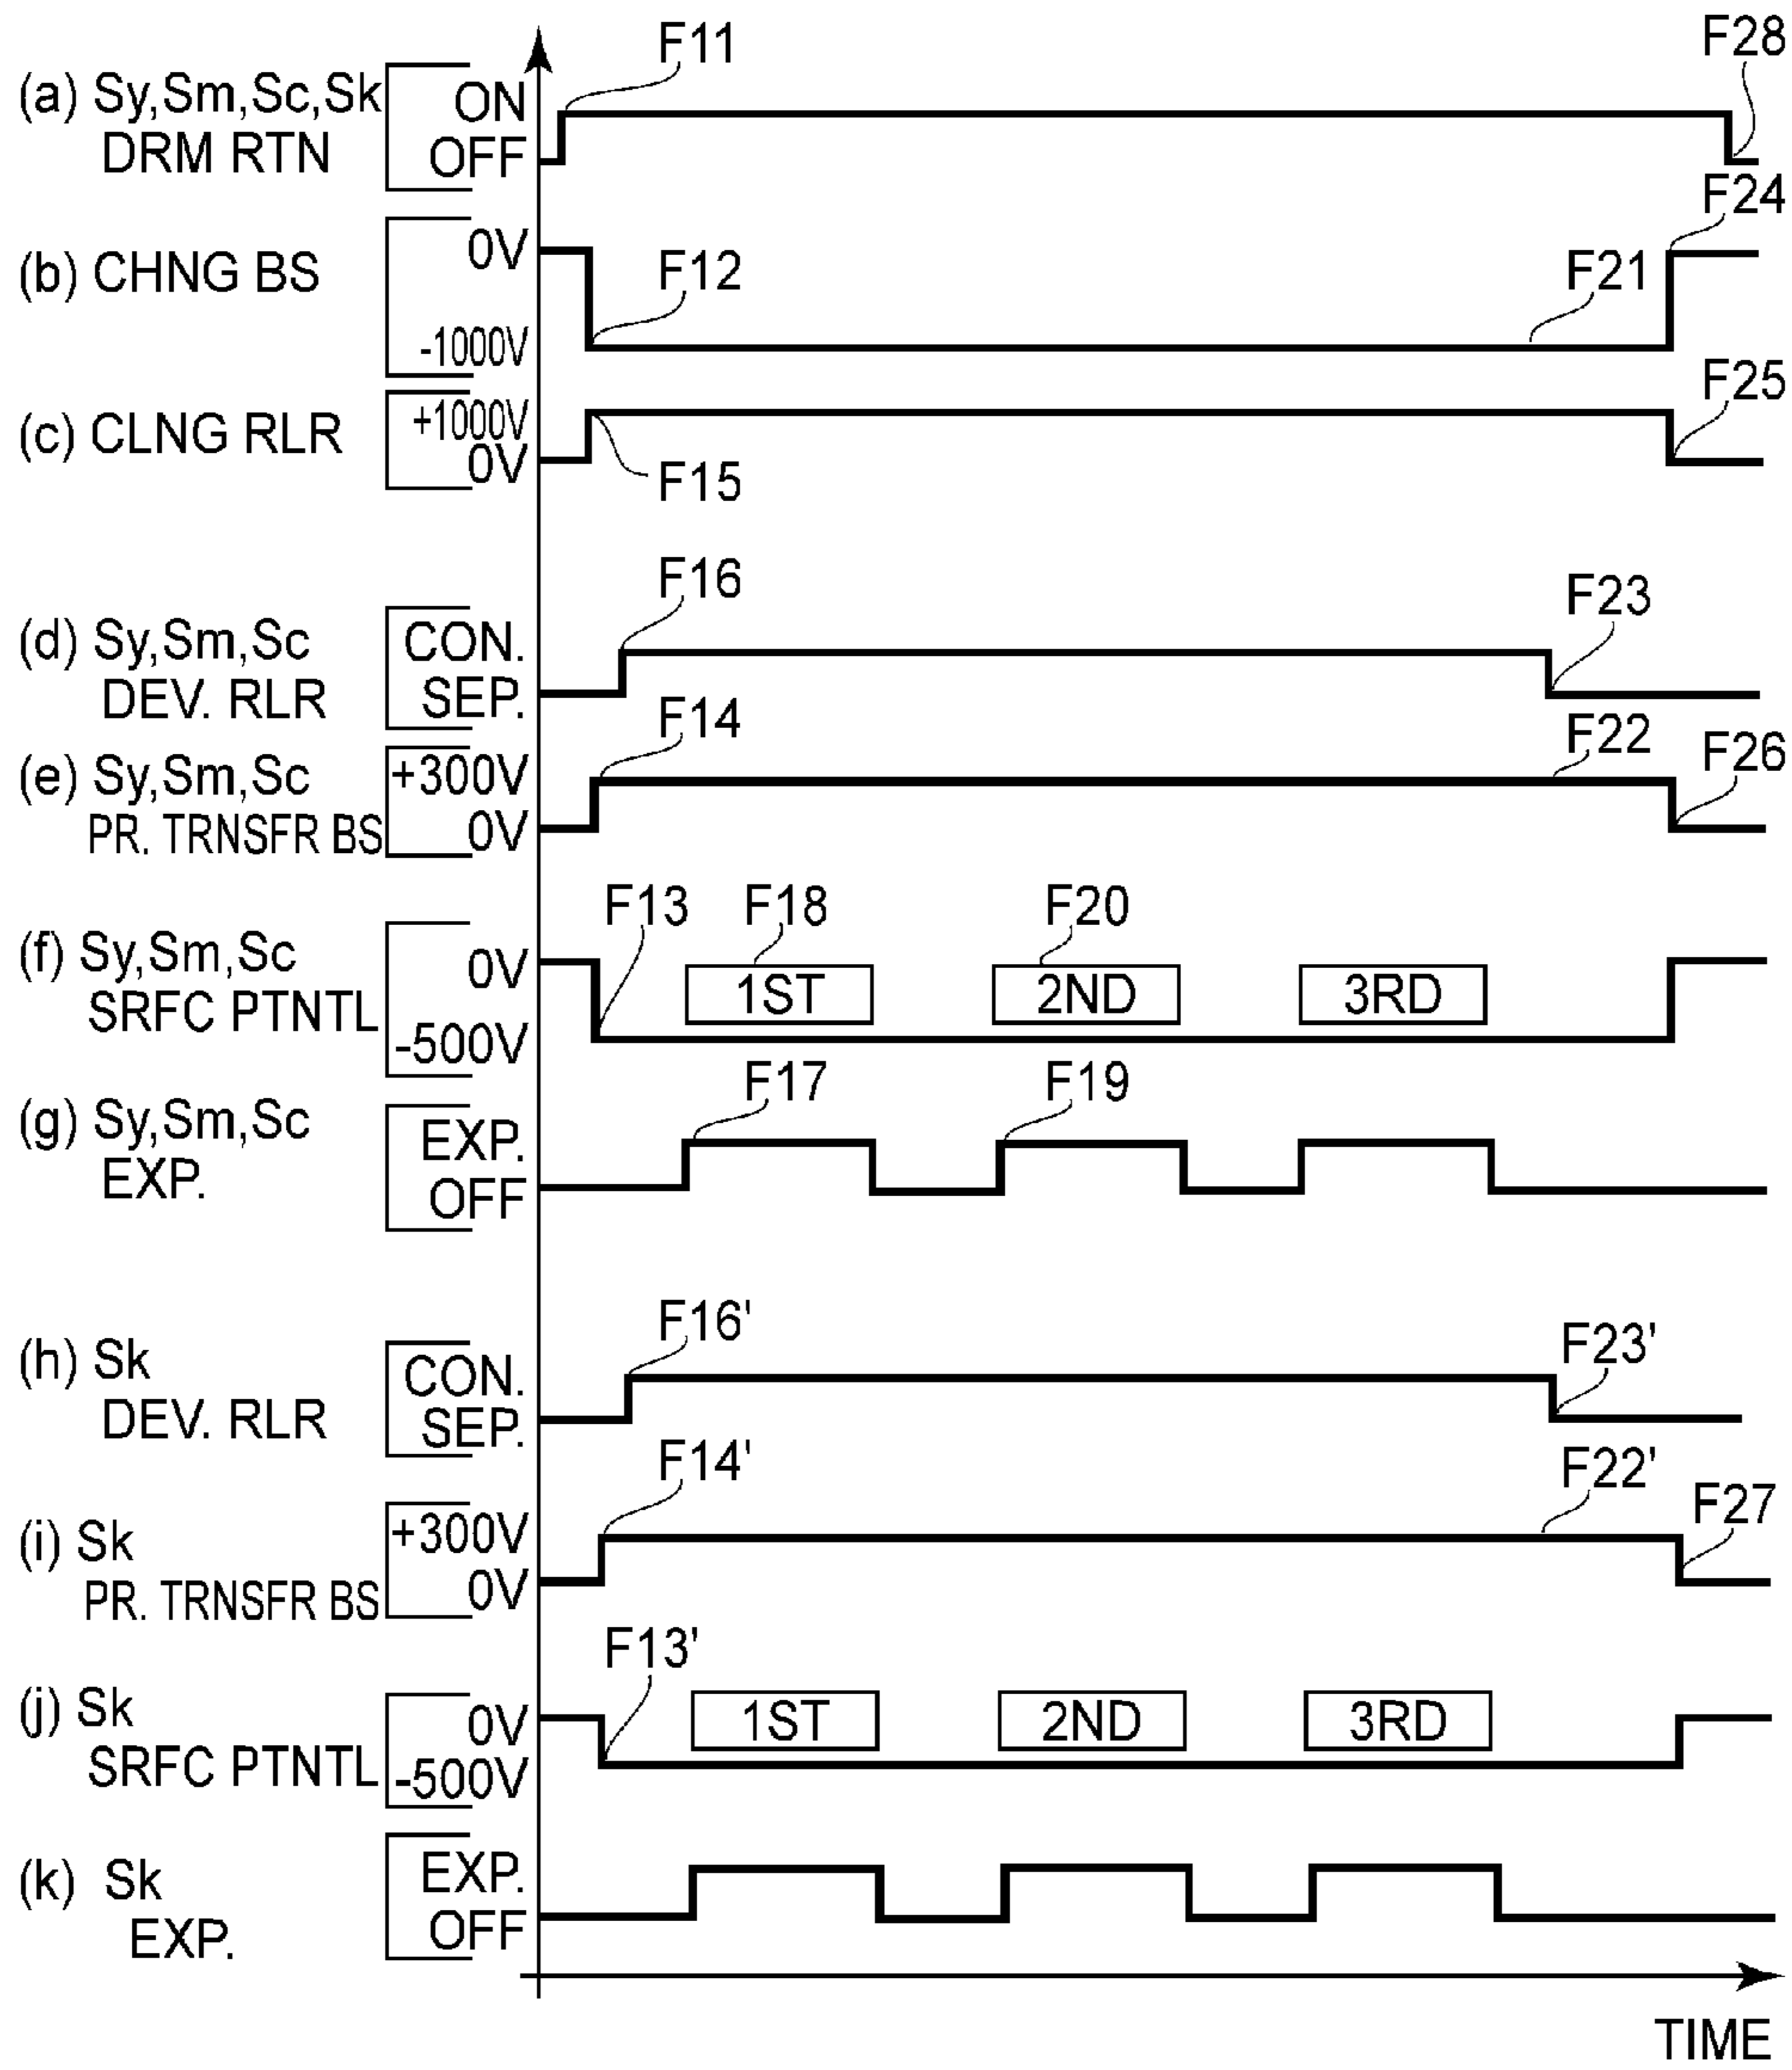 F11
F28
(a) Sy,Sm,Sc,Sk
DRM RTN
ON
OFF
F24
(b) CHNG BS
0V
-1000V
F12
F21
F25
(c) CLNG RLR
+1000V
0V
F15
F16
F23
(d) Sy,Sm,Sc
DEV. RLR
CON.
SEP.
F14
F22
F26
(e) Sy,Sm,Sc
PR. TRNSFR BS
+300V
0V
F13
F18
F20
(f) Sy,Sm,Sc
SRFC PTNTL
0V
-500V
1ST
2ND
3RD
F17
F19
(g) Sy,Sm,Sc
EXP.
EXP.
OFF
F16'
F23'
(h) Sk
DEV. RLR
CON.
SEP.
F14'
F22'
F27
(i) Sk
PR. TRNSFR BS
+300V
0V
F13'
(j) Sk
SRFC PTNTL
0V
-500V
1ST
2ND
3RD
(k) Sk
EXP.
EXP.
OFF
TIME